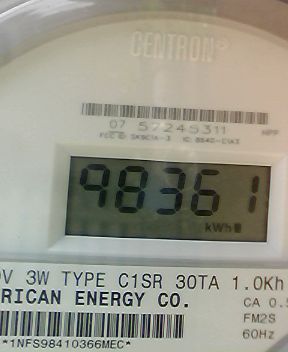 CENTRON
07 57245311 HPP
98361
kWh
V 3W TYPE C1SR 30TA 1.0Kh
RICAN ENERGY CO.
CA 0.5
FM2S
60Hz
*1NFS98410366MEC*